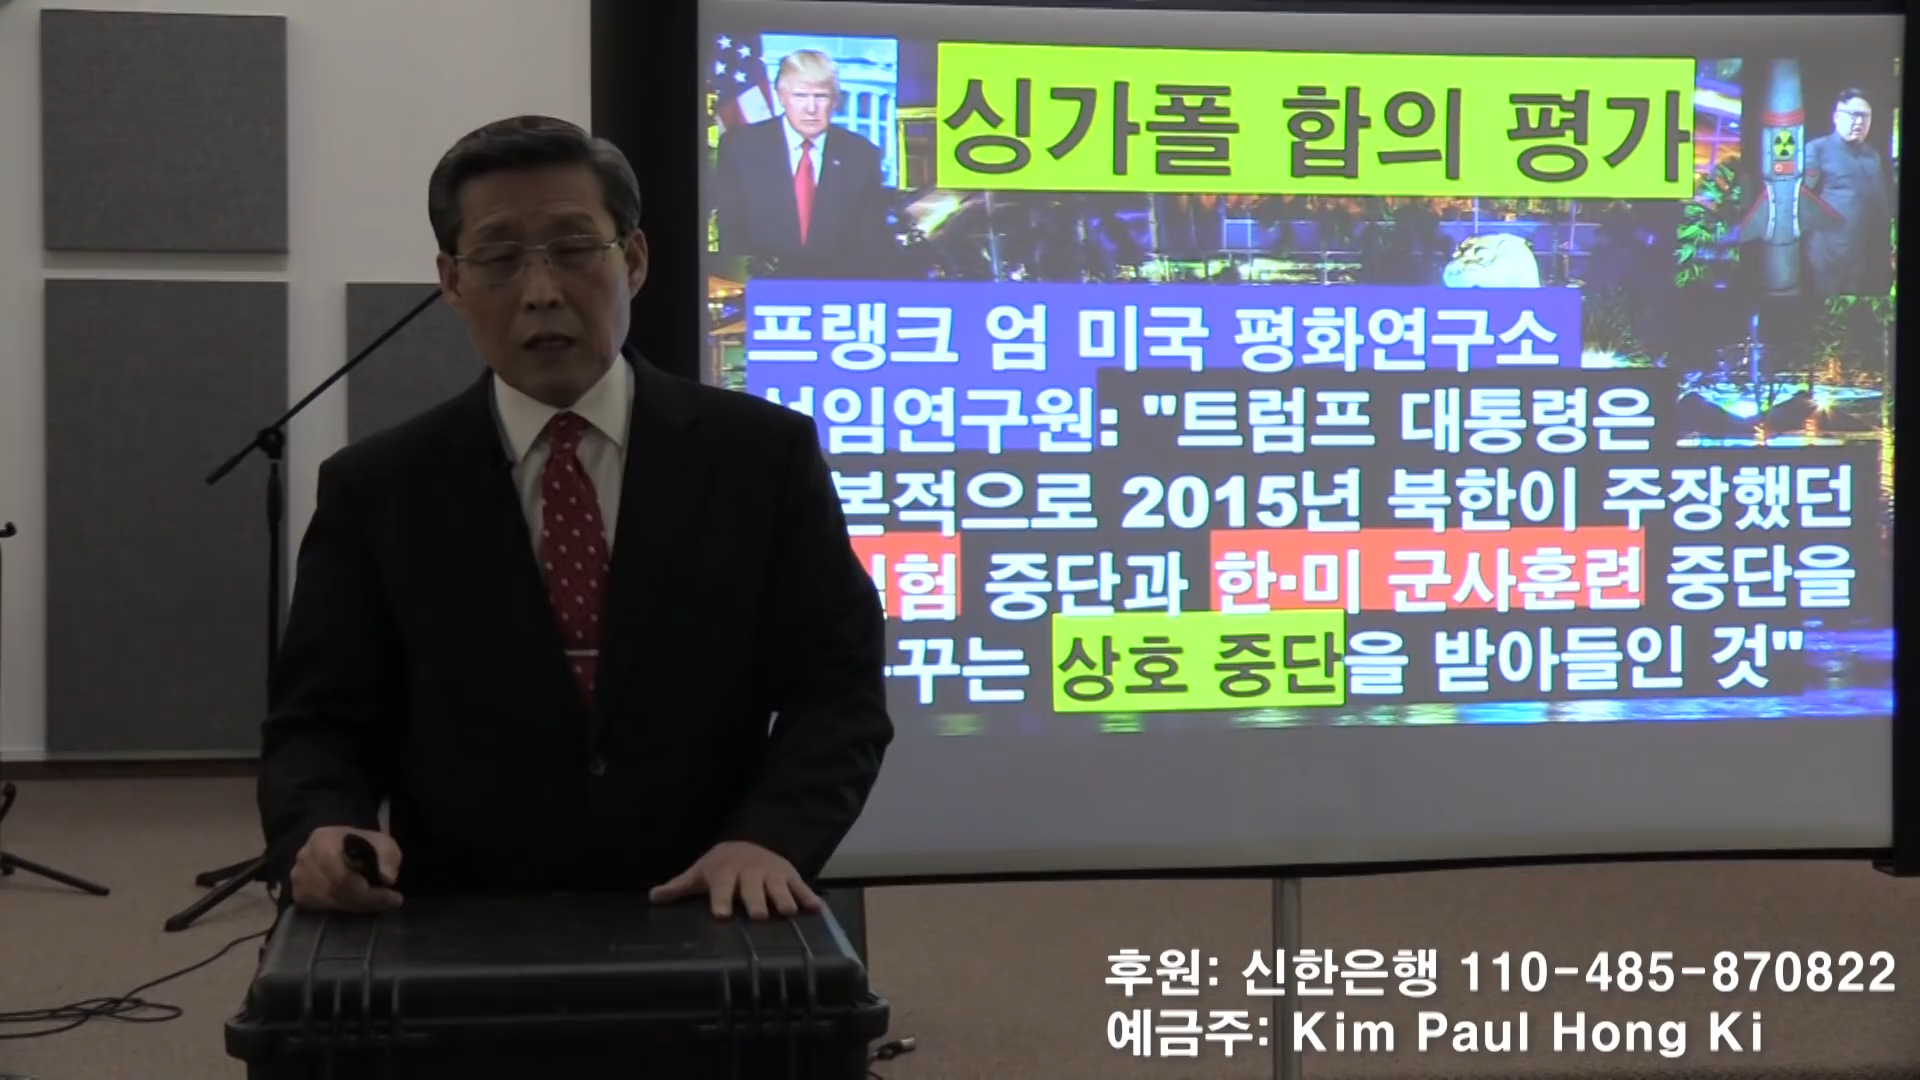 싱가폴 합의 평가
프랭크 엄 미국 평화연구소
선임연구원: "트럼프 대통령은
본적으로 2015년 북한이 주장했던
험 중단과 한·미 군사훈련 중단을
꾸는 상호 중단을 받아들인 것"
후원: 신한은행 110-485-870822
예금주: Kim Paul Hong Ki